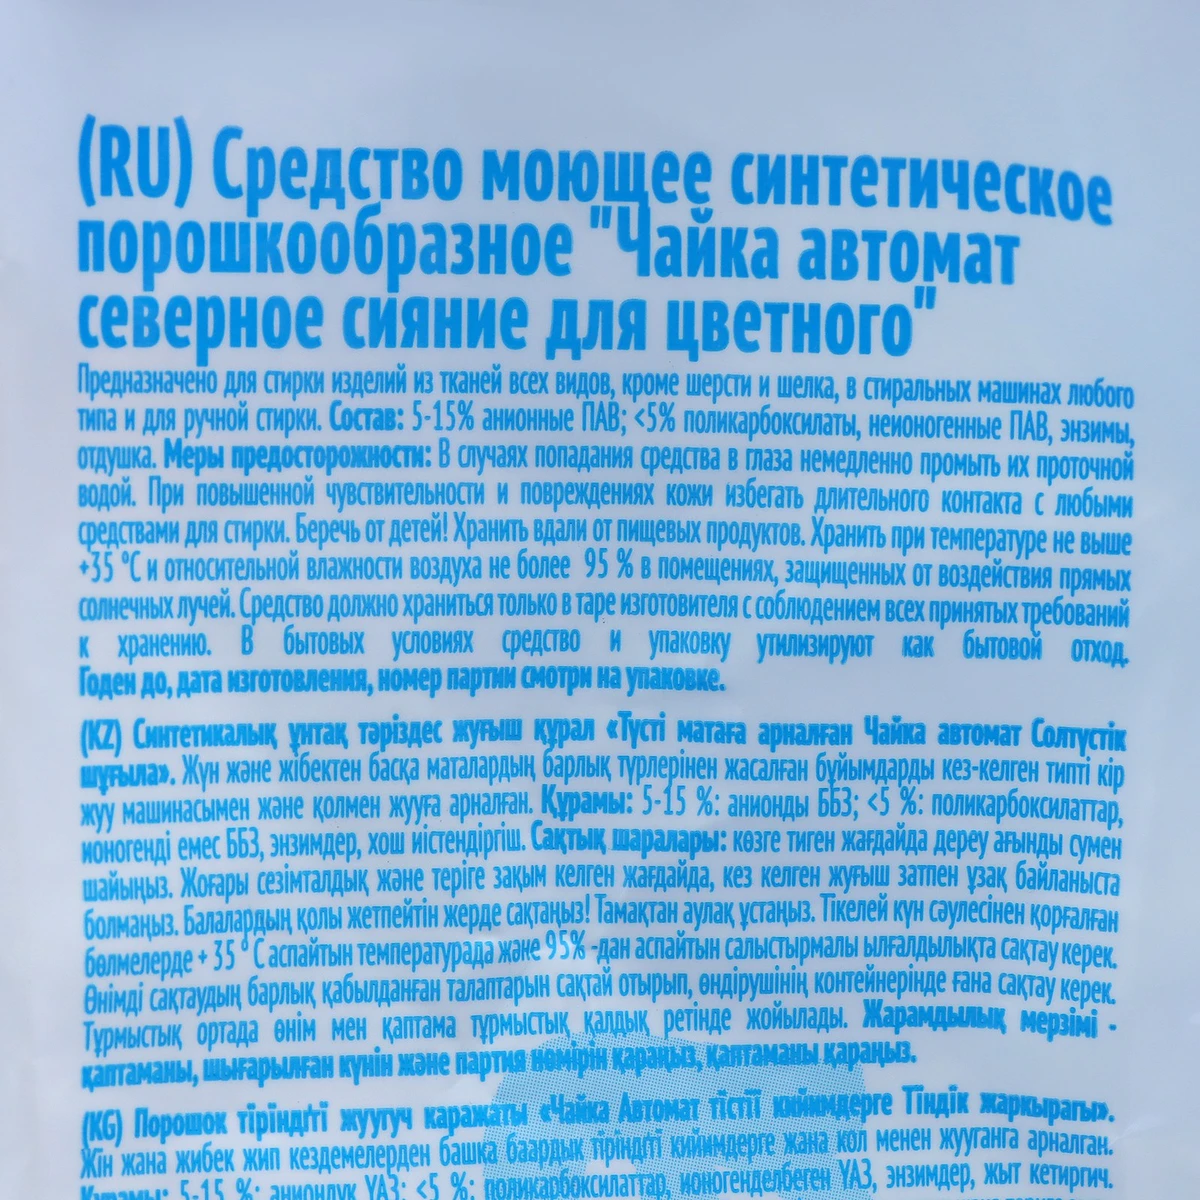 (RU) Средство моющее синтетическое
порошкообразное "Чайка автомат
северное сияние для цветного"
Предназначено для стирки изделий из тканей всех видов, кроме шерсти и шелка, в стиральных машинах любого
типа и для ручной стирки. Состав: 5-15% анионные ПАВ; <5% поликарбоксилаты, неионогенные ПАВ, энзимы,
отдушка. Меры предосторожности: В случаях попадания средства в глаза немедленно промыть их проточной
водой. При повышенной чувствительности и повреждениях кожи избегать длительного контакта с любыми
средствами для стирки. Беречь от детей! Хранить вдали от пищевых продуктов. Хранить при температуре не выше
+35 °C и относительной влажности воздуха не более 95 % в помещениях, защищенных от воздействия прямых
солнечных лучей. Средство должно храниться только в таре изготовителя с соблюдением всех принятых требований
к хранению. В бытовых условиях средство и упаковку утилизируют как бытовой отход.
Годен до, дата изготовления, номер партии смотри на упаковке.
(KZ) Синтетикалық ұнтақ тәріздес жуғыш құрал «Түсті матаға арналған Чайка автомат Солтүстік
шұғыла». Жүн және жібектен басқа маталардың барлық түрлерінен жасалған бұйымдарды кез-келген типті кір
жуу машинасымен және қолмен жууға арналған. Құрамы: 5-15 %: анионды ББЗ; <5 %: поликарбоксилаттар,
ионогенді емес ББЗ, энзимдер, хош иістендіргіш. Сақтық шаралары: көзге тиген жағдайда дереу ағынды сумен
шайыңыз. Жоғары сезімталдық және теріге зақым келген жағдайда, кез келген жуғыш затпен ұзақ байланыста
болмаңыз. Балалардың қолы жетпейтін жерде сақтаңыз! Тамақтан аулақ ұстаңыз. Тікелей күн сәулесінен қорғалған
бөлмелерде + 35 ° C аспайтын температурада және 95% -дан аспайтын салыстырмалы ылғалдылықта сақтау керек.
Өнімді сақтаудың барлық қабылданған талаптарын сақтай отырып, өндірушінің контейнерінде ғана сақтау керек.
Тұрмыстық ортада өнім мен қаптама тұрмыстық қалдық ретінде жойылады. Жарамдылық мерзімі -
қаптаманы, шығарылған күнін және партия нөмірін қараңыз, қаптаманы қараңыз.
(KG) Порошок тіріндіті жуугуч каражаты «Чайка Автомат тістіі кийимдерге Тіндік жаркырагы».
Жін жана жибек жип кездемелерден башка баардык тіріндіті кийимдерге жана кол менен жууганга арналган.
Курамы: 5-15 %: аниондук УАЗ; <5 %: поликарбоксилаттар, ионогенделбеген УАЗ, энзимдер, жыт кетиргич.